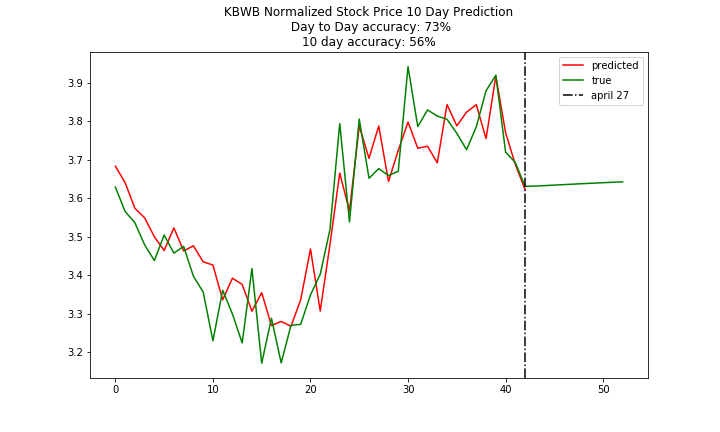 KBWB Normalized Stock Price 10 Day Prediction
Day to Day accuracy: 73%
10 day accuracy: 56%
predicted
true
april 27
3.9
3.8
3.7
3.6
3.5
3.4
3.3
3.2
0 10 20 30 40 50